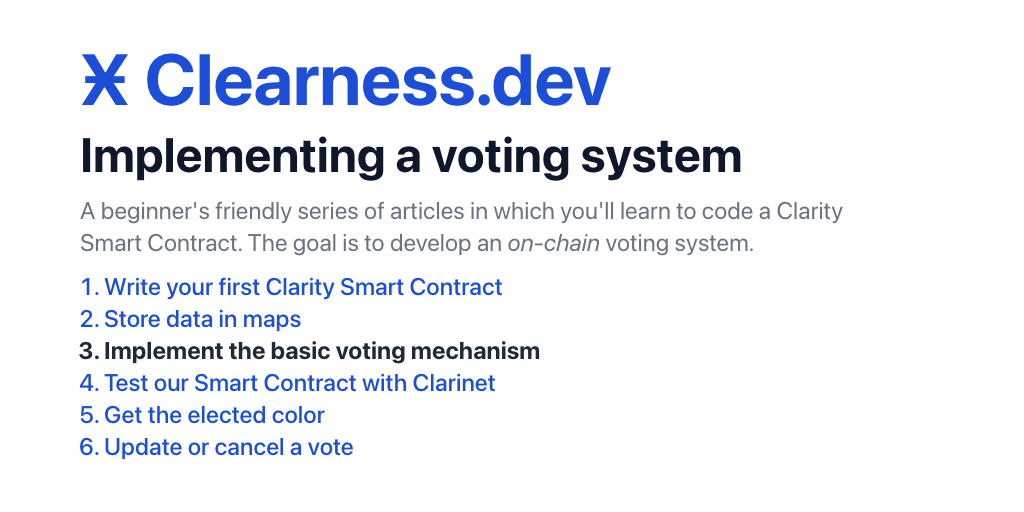 Ӿ Clearness.dev
Implementing a voting system
A beginner's friendly series of articles in which you'll learn to code a Clarity
Smart Contract. The goal is to develop an on-chain voting system.
1. Write your first Clarity Smart Contract
2. Store data in maps
3. Implement the basic voting mechanism
4. Test our Smart Contract with Clarinet
5. Get the elected color
6. Update or cancel a vote